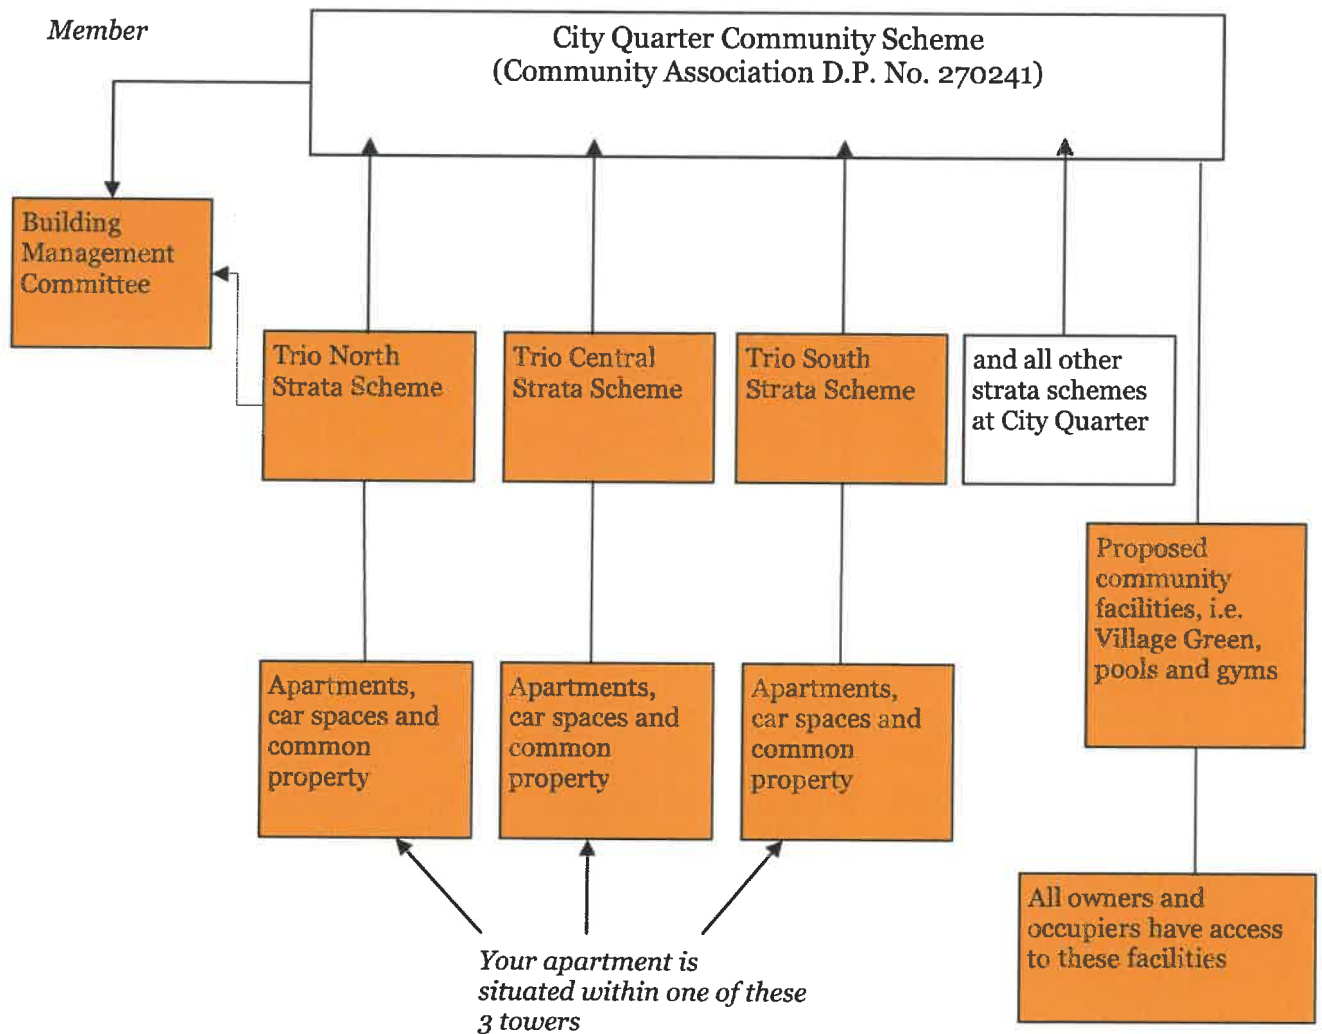 Member
City Quarter Community Scheme
(Community Association D.P. No. 270241)
Building
Management
Committee
Trio North
Strata Scheme
Trio Central
Strata Scheme
Trio South
Strata Scheme
and all other
strata schemes
at City Quarter
Proposed
community
facilities, i.e.
Village Green,
pools and gyms
Apartments,
car spaces and
common
property
Apartments,
car spaces and
common
property
Apartments,
car spaces and
common
property
All owners and
occupiers have access
to these facilities
Your apartment is
situated within one of these
3 towers